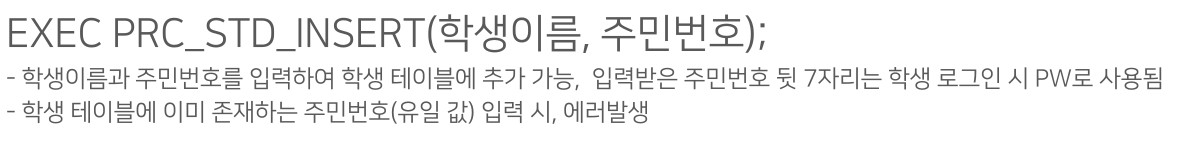 EXEC PRC_STD_INSERT(학생이름, 주민번호);
- 학생이름과 주민번호를 입력하여 학생 테이블에 추가 가능, 입력받은 주민번호 뒷 7자리는 학생 로그인 시 PW로 사용됨
- 학생 테이블에 이미 존재하는 주민번호(유일 값) 입력 시, 에러발생